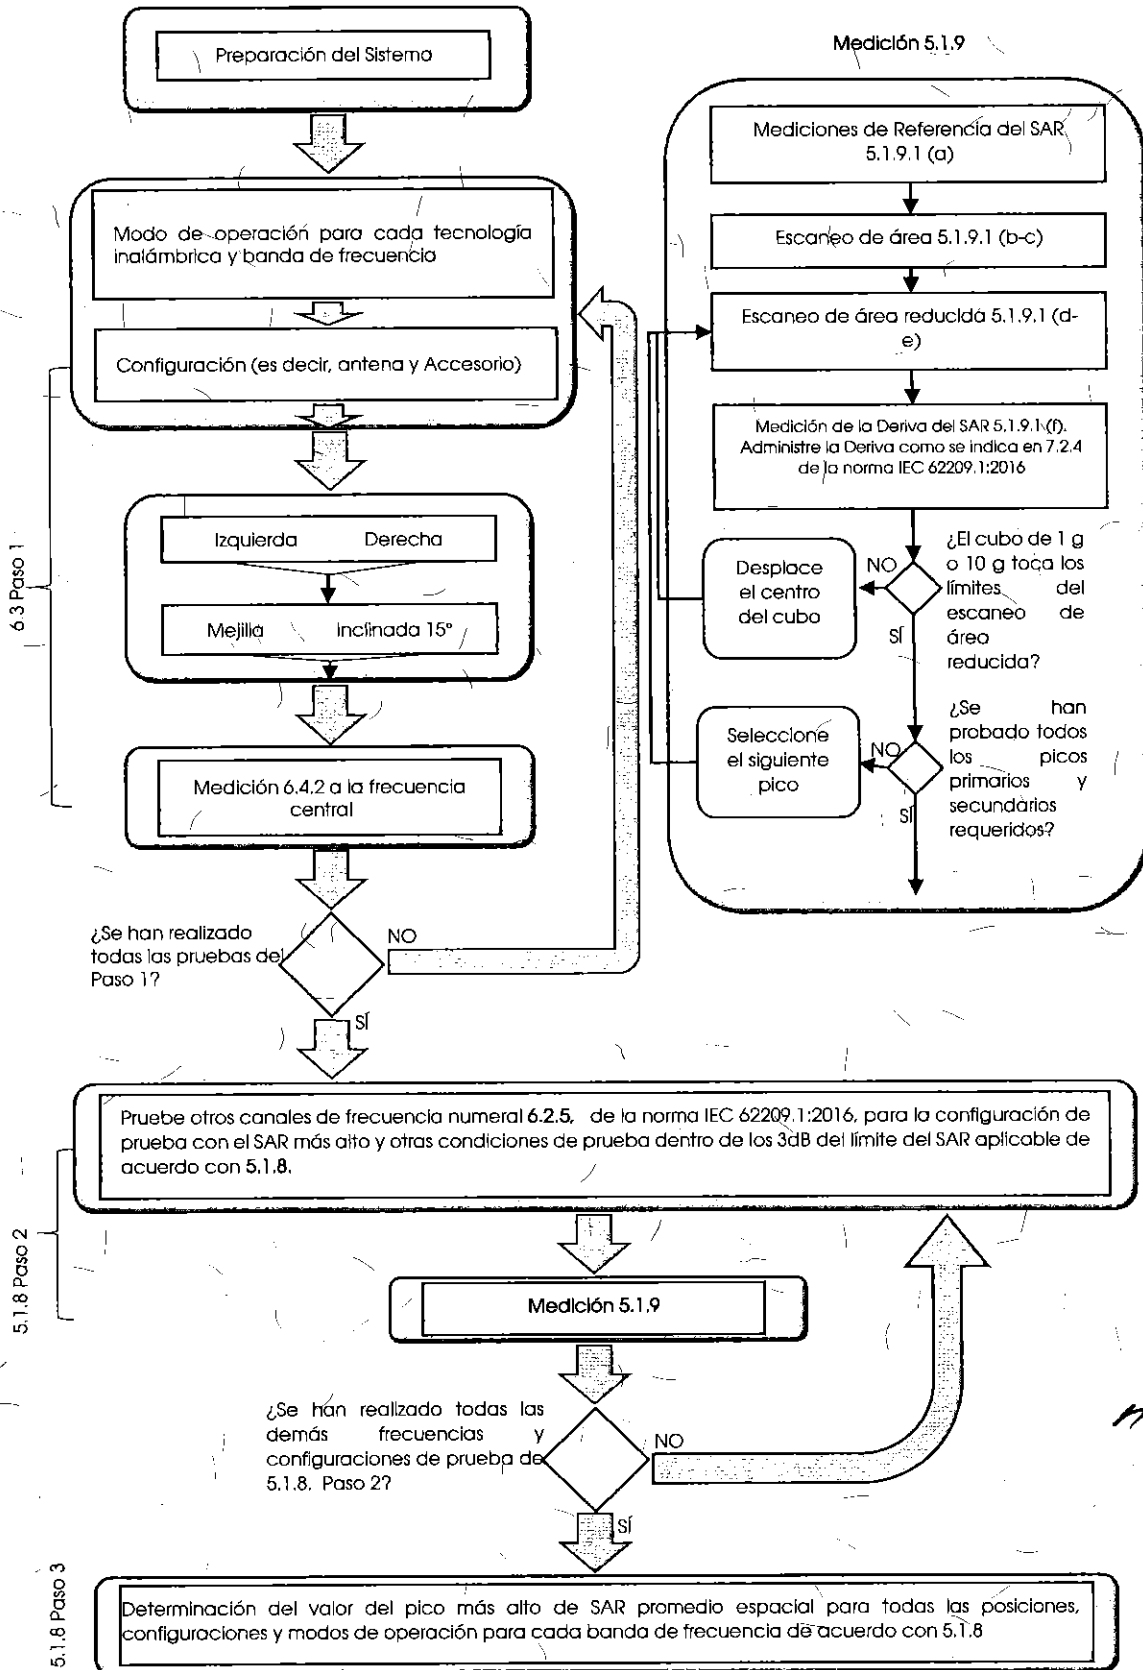 Preparación del Sistema
Modo de operación para cada tecnología
inalámbrica y banda de frecuencia
Configuración (es decir, antena y Accesorio)
6.3 Paso 1
Izquierda Derecha
Mejilla Inclinada 15°
Medición 6.4.2 a la frecuencia
central
¿Se han realizado
todas las pruebas del
Paso 1?
NO
SÍ
Medición 5.1.9
Mediciones de Referencia del SAR
5.1.9.1 (a)
Escaneo de área 5.1.9.1 (b-c)
Escaneo de área reducida 5.1.9.1 (d-
e)
Medición de la Deriva del SAR 5.1.9.1 (f).
Administre la Deriva como se indica en 7.2.4
de la norma IEC 62209.1:2016
¿El cubo de 1 g
o 10 g toca los
límites del
escaneo de
área
reducida?
NO
SÍ
Desplace
el centro
del cubo
¿Se han
probado todos
los picos
primarios y
secundarios
requeridos?
NO
SÍ
Seleccione
el siguiente
pico
Pruebe otros canales de frecuencia numeral 6.2.5, de la norma IEC 62209.1:2016, para la configuración de
prueba con el SAR más alto y otras condiciones de prueba dentro de los 3dB del límite del SAR aplicable de
acuerdo con 5.1.8.
5.1.8 Paso 2
Medición 5.1.9
¿Se han realizado todas las
demás frecuencias y
configuraciones de prueba de
5.1.8. Paso 2?
NO
SÍ
5.1.8 Paso 3
Determinación del valor del pico más alto de SAR promedio espacial para todas las posiciones,
configuraciones y modos de operación para cada banda de frecuencia de acuerdo con 5.1.8